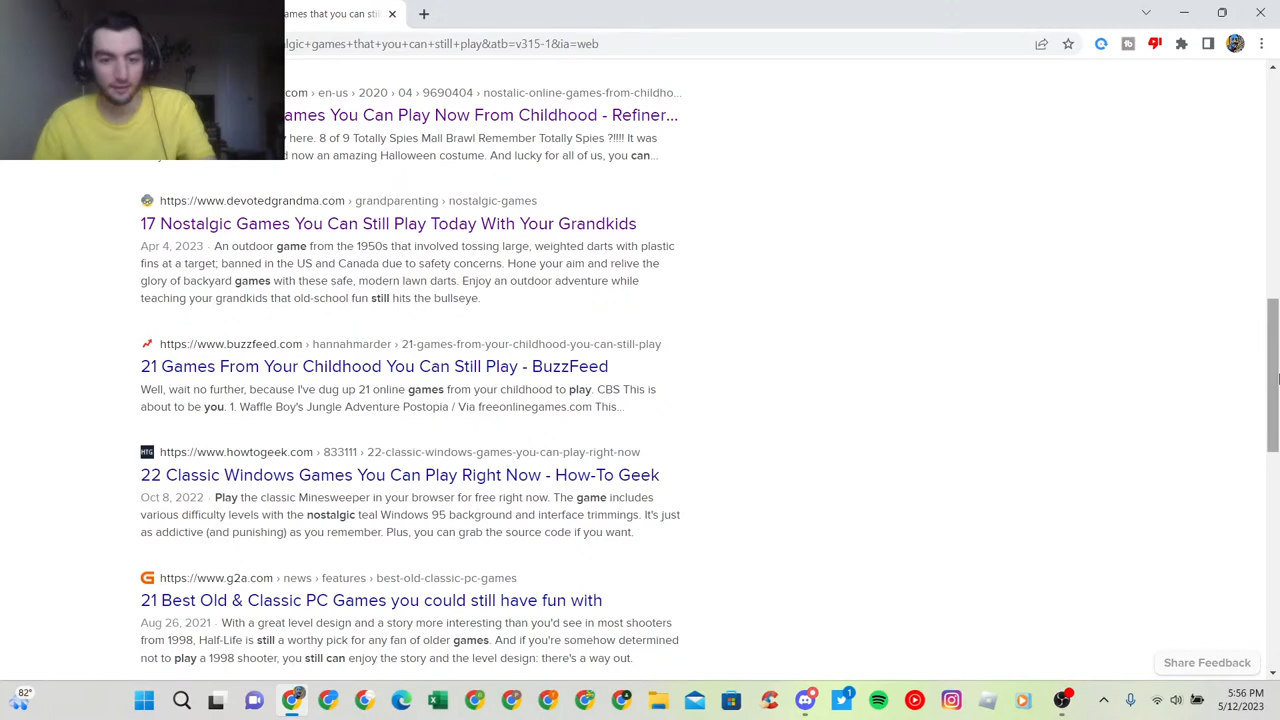 ames that you can sti
lgic+games+that+you+can+still+play&atb=v315-1&ia=web
com › en-us › 2020 › 04 › 9690404 › nostalic-online-games-from-childho...
ames You Can Play Now From Childhood - Refiner...
here. 8 of 9 Totally Spies Mall Brawl Remember Totally Spies ?!!!! It was
now an amazing Halloween costume. And lucky for all of us, you can...
https://www.devotedgrandma.com › grandparenting › nostalgic-games
17 Nostalgic Games You Can Still Play Today With Your Grandkids
Apr 4, 2023 · An outdoor game from the 1950s that involved tossing large, weighted darts with plastic
fins at a target; banned in the US and Canada due to safety concerns. Hone your aim and relive the
glory of backyard games with these safe, modern lawn darts. Enjoy an outdoor adventure while
teaching your grandkids that old-school fun still hits the bullseye.
https://www.buzzfeed.com › hannahmarder › 21-games-from-your-childhood-you-can-still-play
21 Games From Your Childhood You Can Still Play - BuzzFeed
Well, wait no further, because I've dug up 21 online games from your childhood to play. CBS This is
about to be you. 1. Waffle Boy's Jungle Adventure Postopia / Via freeonlinegames.com This...
HTG https://www.howtogeek.com › 833111 › 22-classic-windows-games-you-can-play-right-now
22 Classic Windows Games You Can Play Right Now - How-To Geek
Oct 8, 2022 · Play the classic Minesweeper in your browser for free right now. The game includes
various difficulty levels with the nostalgic teal Windows 95 background and interface trimmings. It's just
as addictive (and punishing) as you remember. Plus, you can grab the source code if you want.
https://www.g2a.com › news › features › best-old-classic-pc-games
21 Best Old & Classic PC Games you could still have fun with
Aug 26, 2021 · With a great level design and a story more interesting than you'd see in most shooters
from 1998, Half-Life is still a worthy pick for any fan of older games. And if you're somehow determined
not to play a 1998 shooter, you still can enjoy the story and the level design: there's a way out.
Share Feedback
82°
1
5:56 PM
5/12/2023